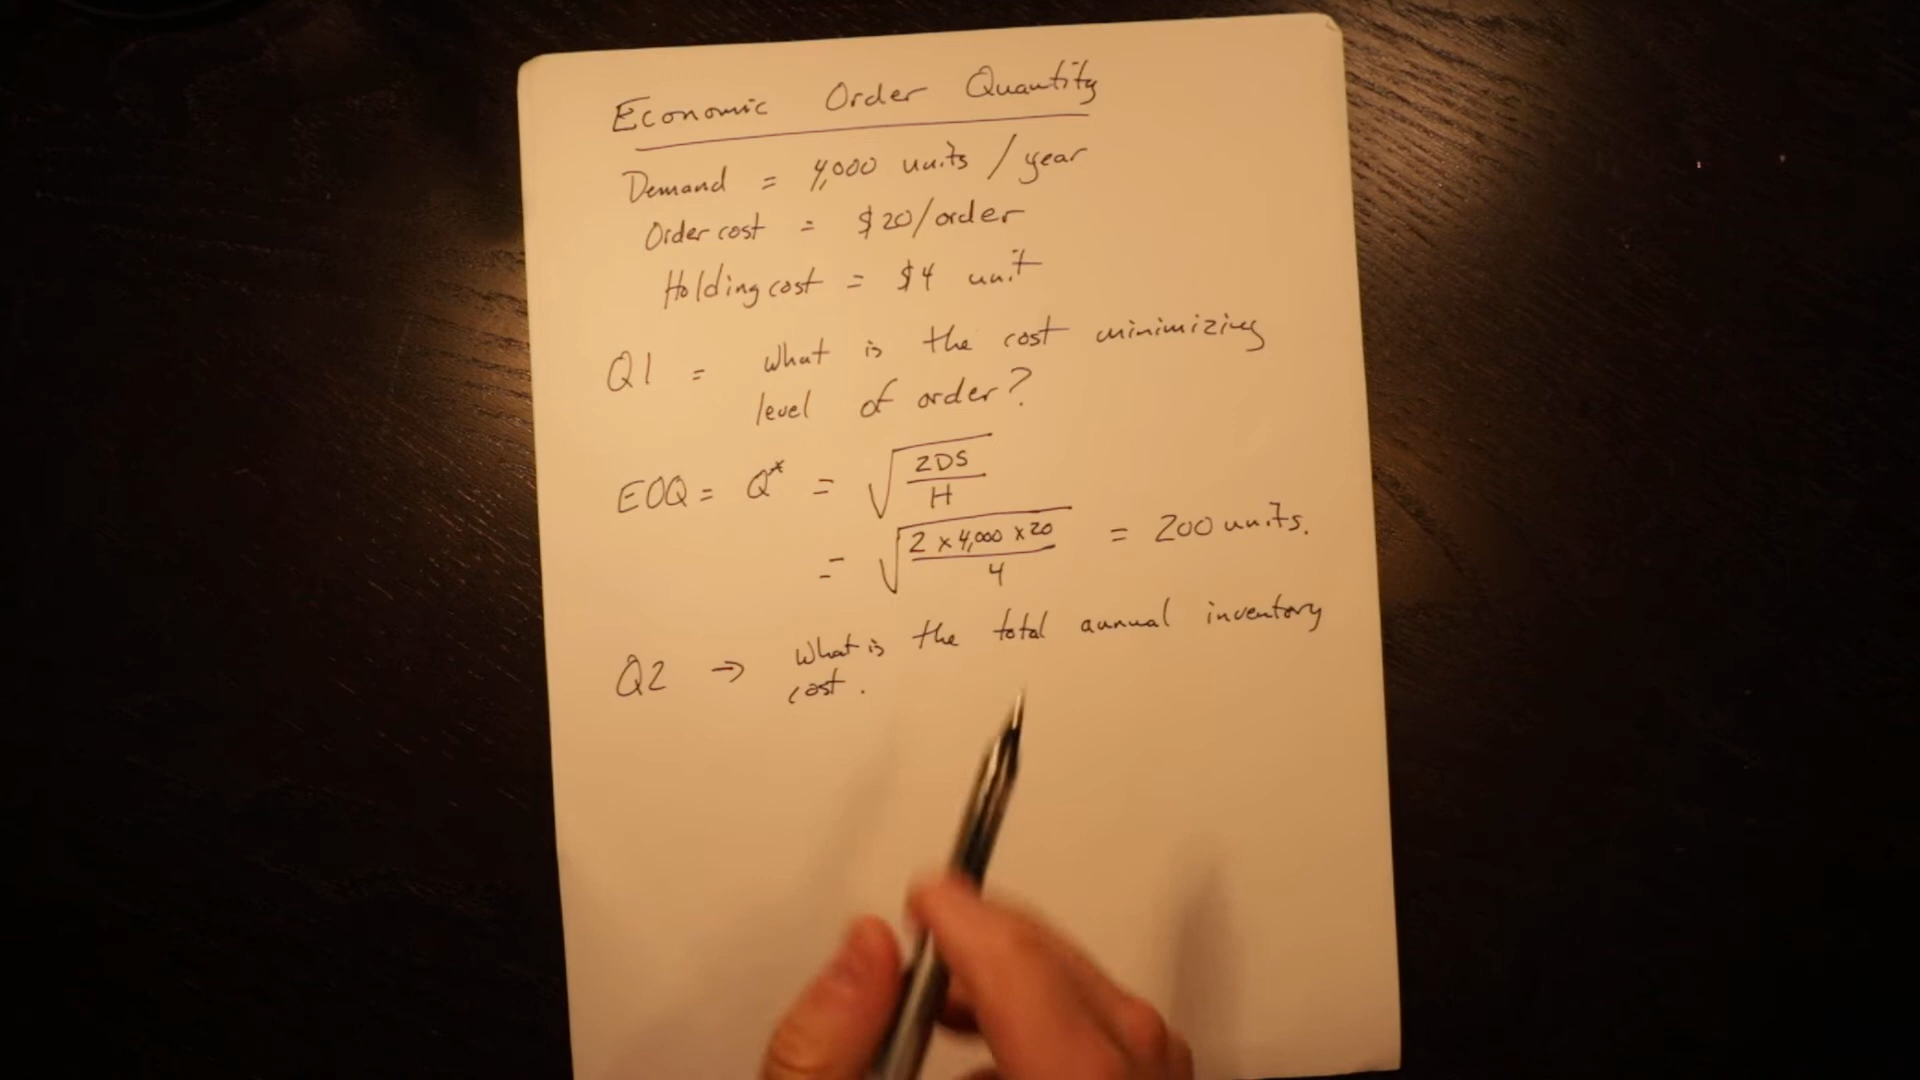 Economic Order Quantity
Demand = 4,000 units / year
Order cost = $20/order
Holding cost = $4 unit
Q1 = What is the cost minimizing
level of order?
EOQ = Q* = √(2DS / H)
= √(2 x 4,000 x 20 / 4) = 200 units.
Q2 → What is the total annual inventory
cost.